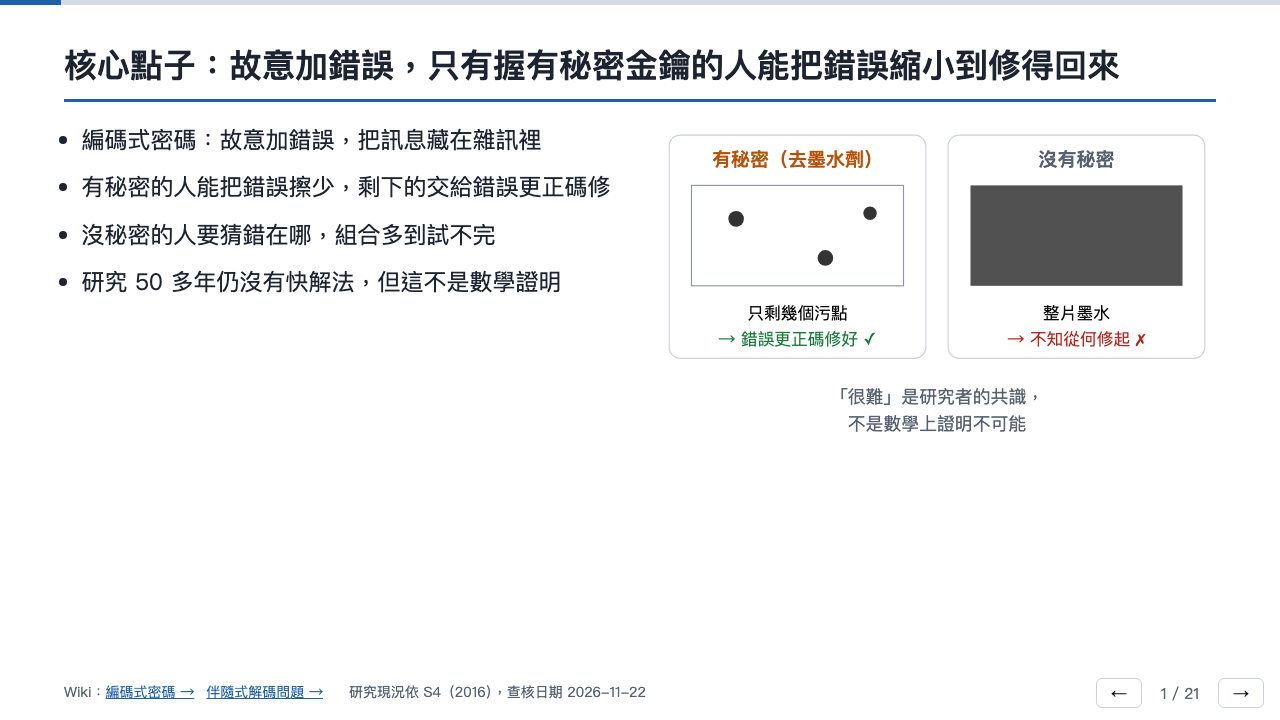 核心點子：故意加錯誤，只有握有秘密金鑰的人能把錯誤縮小到修得回來
• 編碼式密碼：故意加錯誤，把訊息藏在雜訊裡
• 有秘密的人能把錯誤擦少，剩下的交給錯誤更正碼修
• 沒秘密的人要猜錯在哪，組合多到試不完
• 研究 50 多年仍沒有快解法，但這不是數學證明
有秘密（去墨水劑）
只剩幾個污點
→ 錯誤更正碼修好 ✓
沒有秘密
整片墨水
→ 不知從何修起 ✗
「很難」是研究者的共識，
不是數學上證明不可能
Wiki：編碼式密碼 → 伴隨式解碼問題 → 研究現況依 S4（2016），查核日期 2026-11-22
← 1 / 21 →